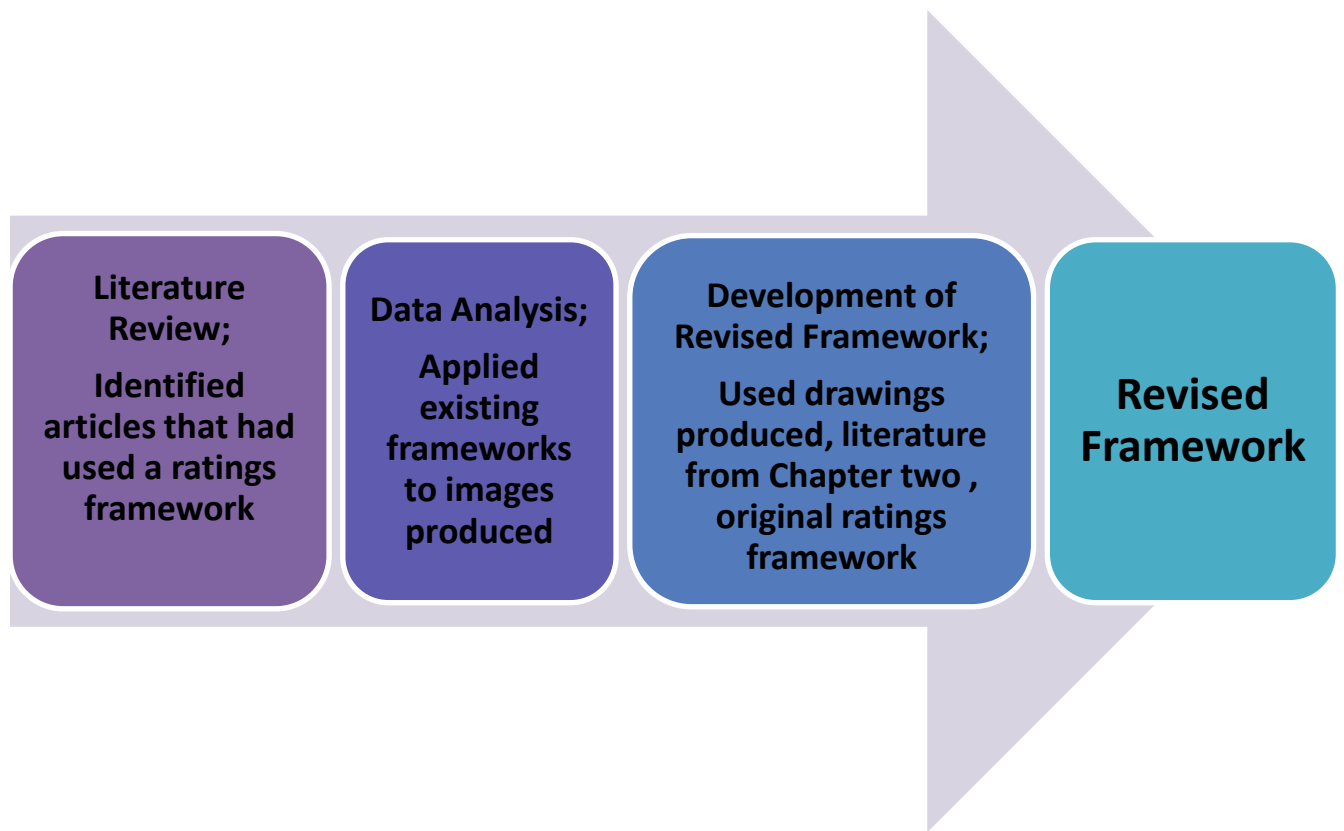 Literature
Review;
Identified
articles that had
used a ratings
framework
Data Analysis;
Applied
existing
frameworks
to images
produced
Development of
Revised Framework;
Used drawings
produced, literature
from Chapter two ,
original ratings
framework
Revised
Framework